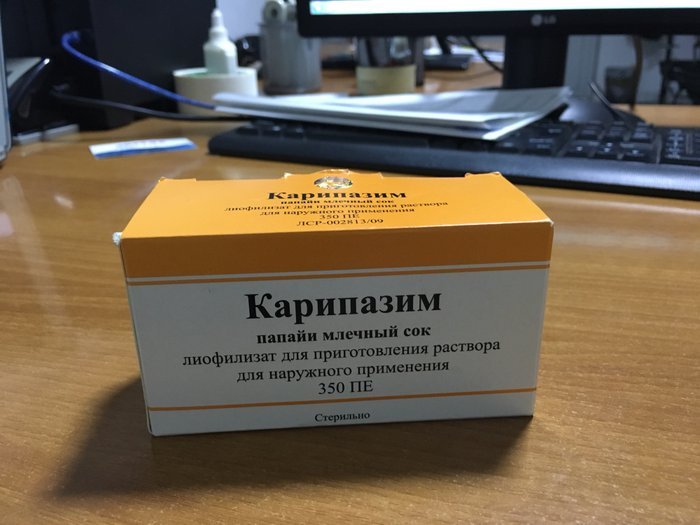 LG
Карипазим
папайи млечный сок
лиофилизат для приготовления раствора
для наружного применения
350 ПЕ
ЛСР-002813/09
Карипазим
папайи млечный сок
лиофилизат для приготовления раствора
для наружного применения
350 ПЕ
Стерильно